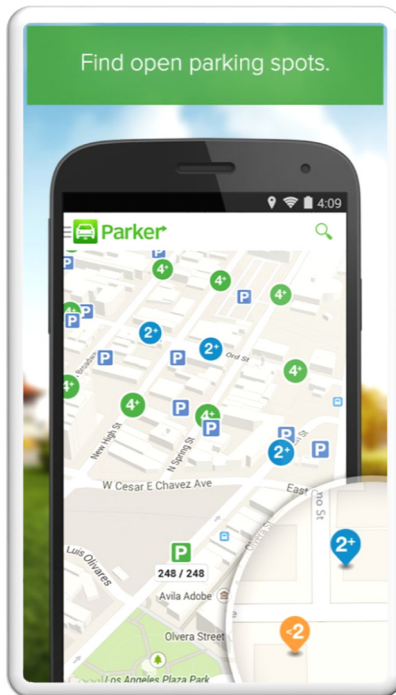 Find open parking spots.
4:09
Parker
P
4+
4+
P
4+
P
4+
P
P
2+
2+
Ord St
P
P
4+
4+
4+
P
4+
P
New High St
N Spring St
P
2+
P
W Cesar E Chavez Ave
East
Luis Olivares
P
248 / 248
Avila Adobe
2+
Olvera Street
<2
Los Angeles Plaza Park